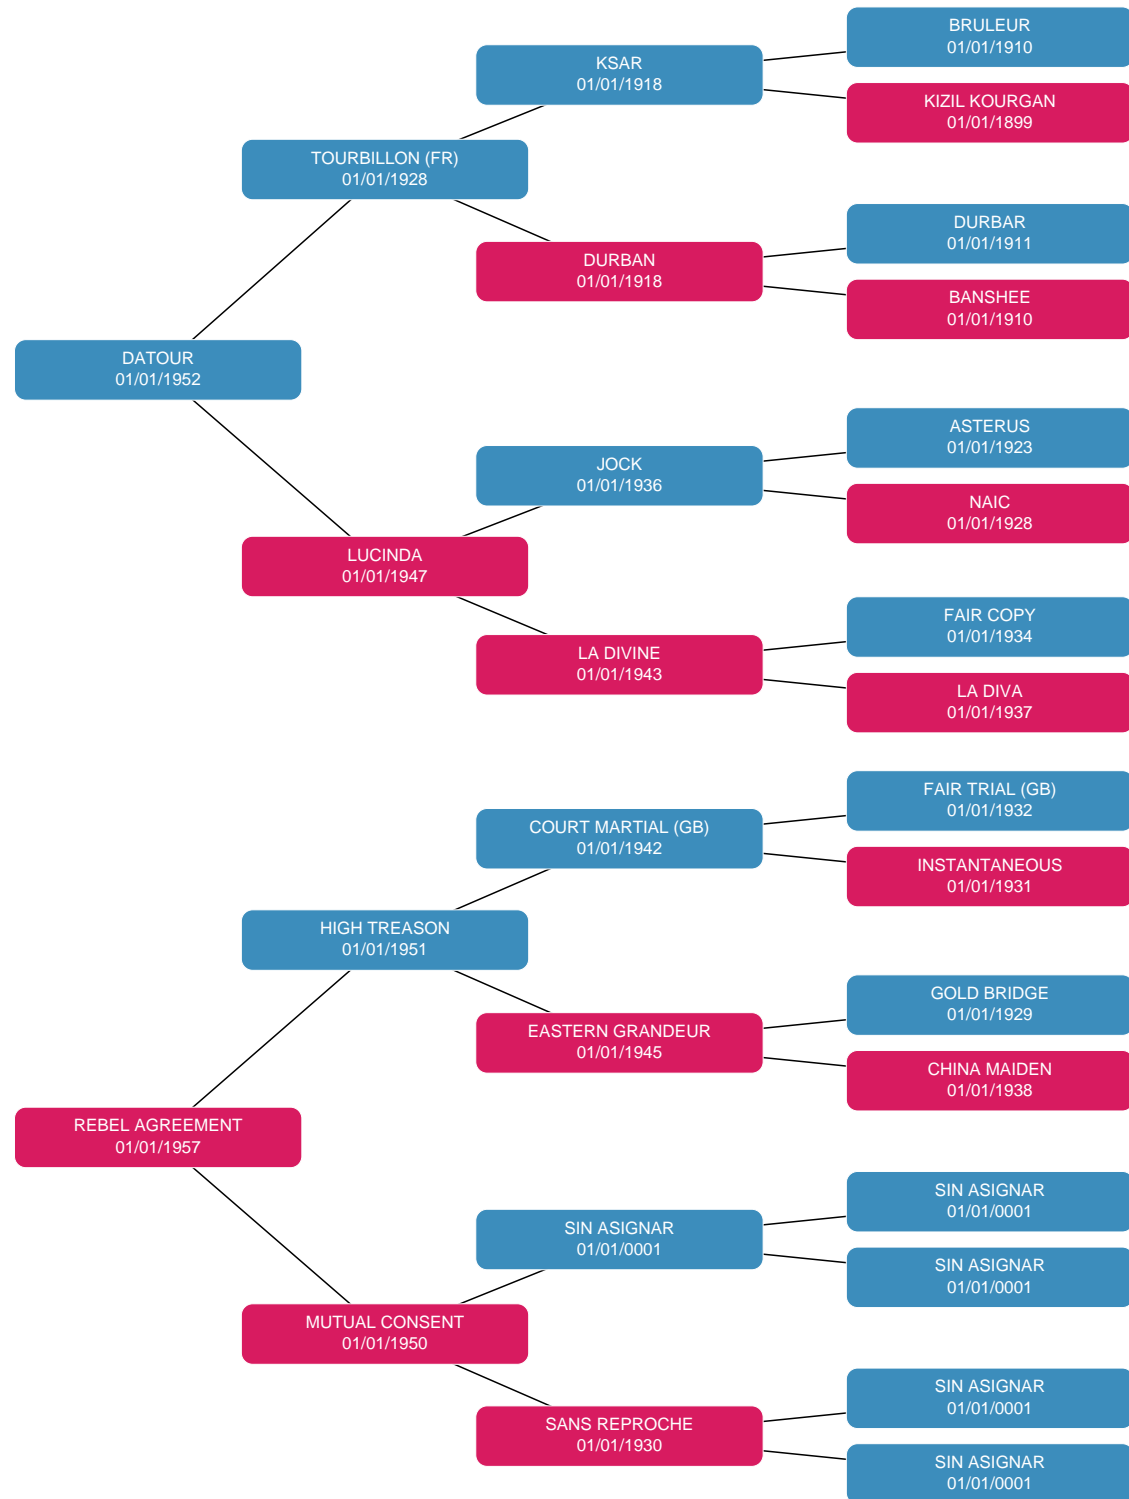 BRULEUR
01/01/1910
KSAR
01/01/1918
KIZIL KOURGAN
01/01/1899
TOURBILLON (FR)
01/01/1928
DURBAR
01/01/1911
DURBAN
01/01/1918
BANSHEE
01/01/1910
DATOUR
01/01/1952
ASTERUS
01/01/1923
JOCK
01/01/1936
NAIC
01/01/1928
LUCINDA
01/01/1947
FAIR COPY
01/01/1934
LA DIVINE
01/01/1943
LA DIVA
01/01/1937
FAIR TRIAL (GB)
01/01/1932
COURT MARTIAL (GB)
01/01/1942
INSTANTANEOUS
01/01/1931
HIGH TREASON
01/01/1951
GOLD BRIDGE
01/01/1929
EASTERN GRANDEUR
01/01/1945
CHINA MAIDEN
01/01/1938
REBEL AGREEMENT
01/01/1957
SIN ASIGNAR
01/01/0001
SIN ASIGNAR
01/01/0001
SIN ASIGNAR
01/01/0001
MUTUAL CONSENT
01/01/1950
SIN ASIGNAR
01/01/0001
SANS REPROCHE
01/01/1930
SIN ASIGNAR
01/01/0001